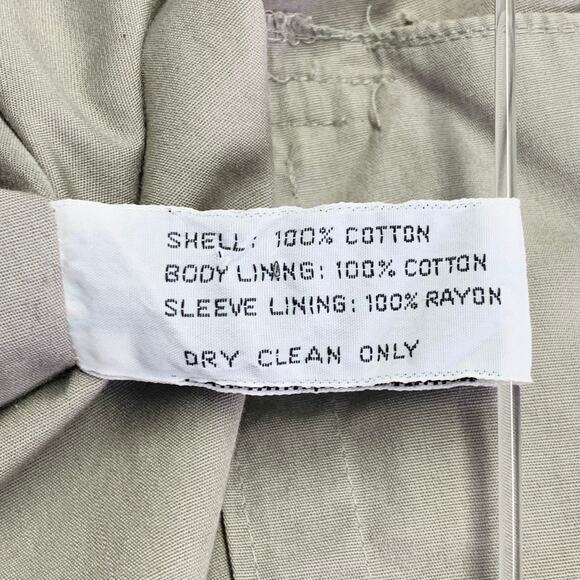 SHELL: 100% COTTON
BODY LINING: 100% COTTON
SLEEVE LINING: 100% RAYON
DRY CLEAN ONLY